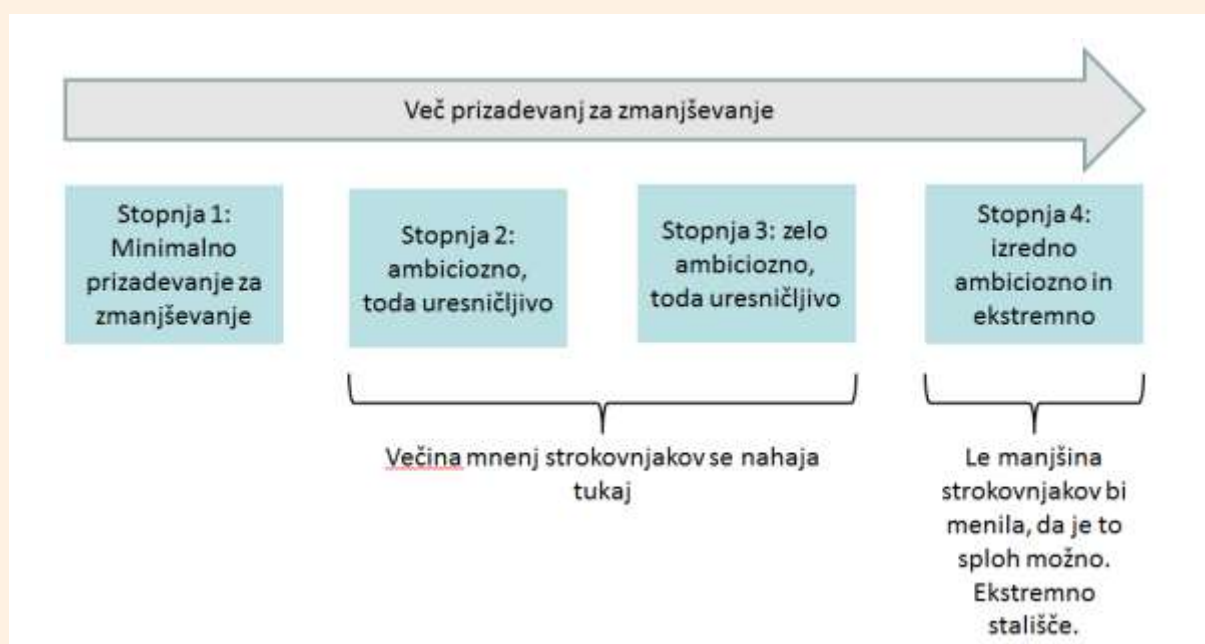 Več prizadevanj za zmanjševanje
Stopnja 1:
Minimalno
prizadevanje za
zmanjševanje
Stopnja 2:
ambiciozno,
toda uresničljivo
Stopnja 3: zelo
ambiciozno,
toda uresničljivo
Stopnja 4:
izredno
ambiciozno in
ekstremno
Večina mnenj strokovnjakov se nahaja
tukaj
Le manjšina
strokovnjakov bi
menila, da je to
sploh možno.
Ekstremno
stališče.